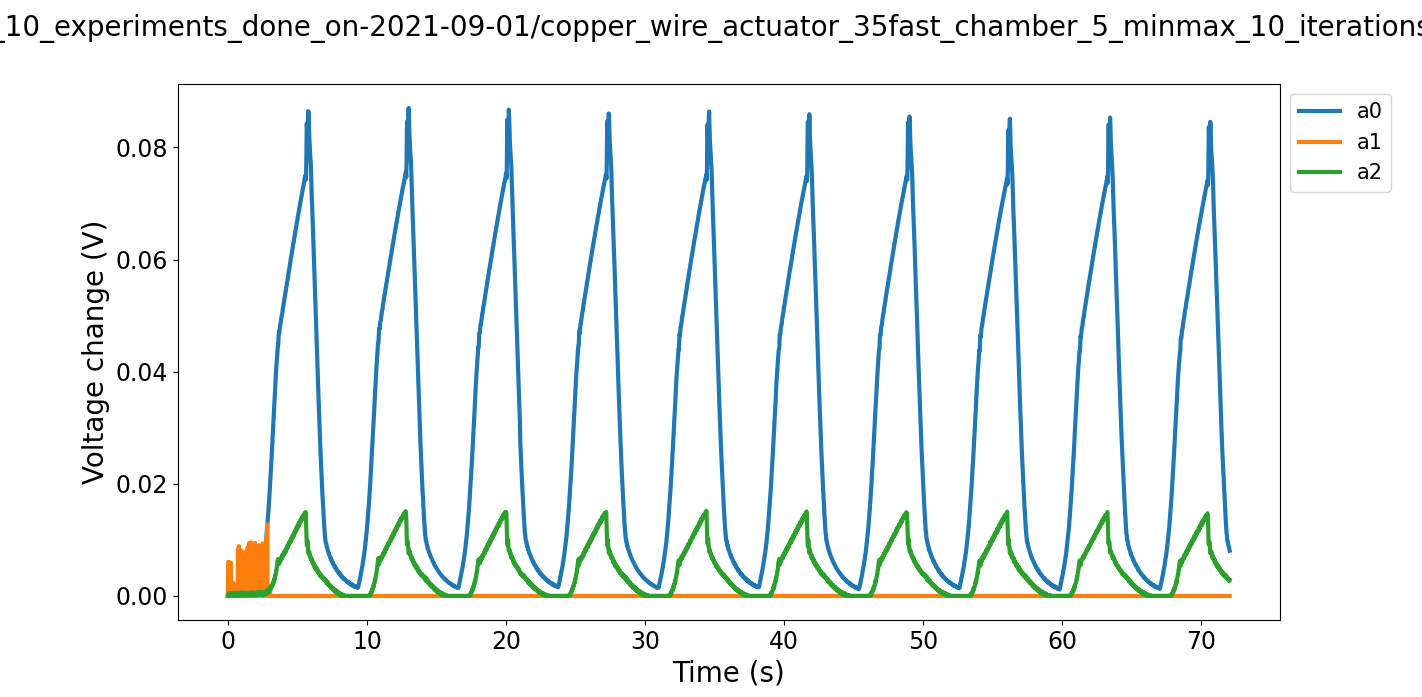 _10_experiments_done_on-2021-09-01/copper_wire_actuator_35fast_chamber_5_minmax_10_iterations
a0
a1
a2
Voltage change (V)
0.08
0.06
0.04
0.02
0.00
0 10 20 30 40 50 60 70
Time (s)